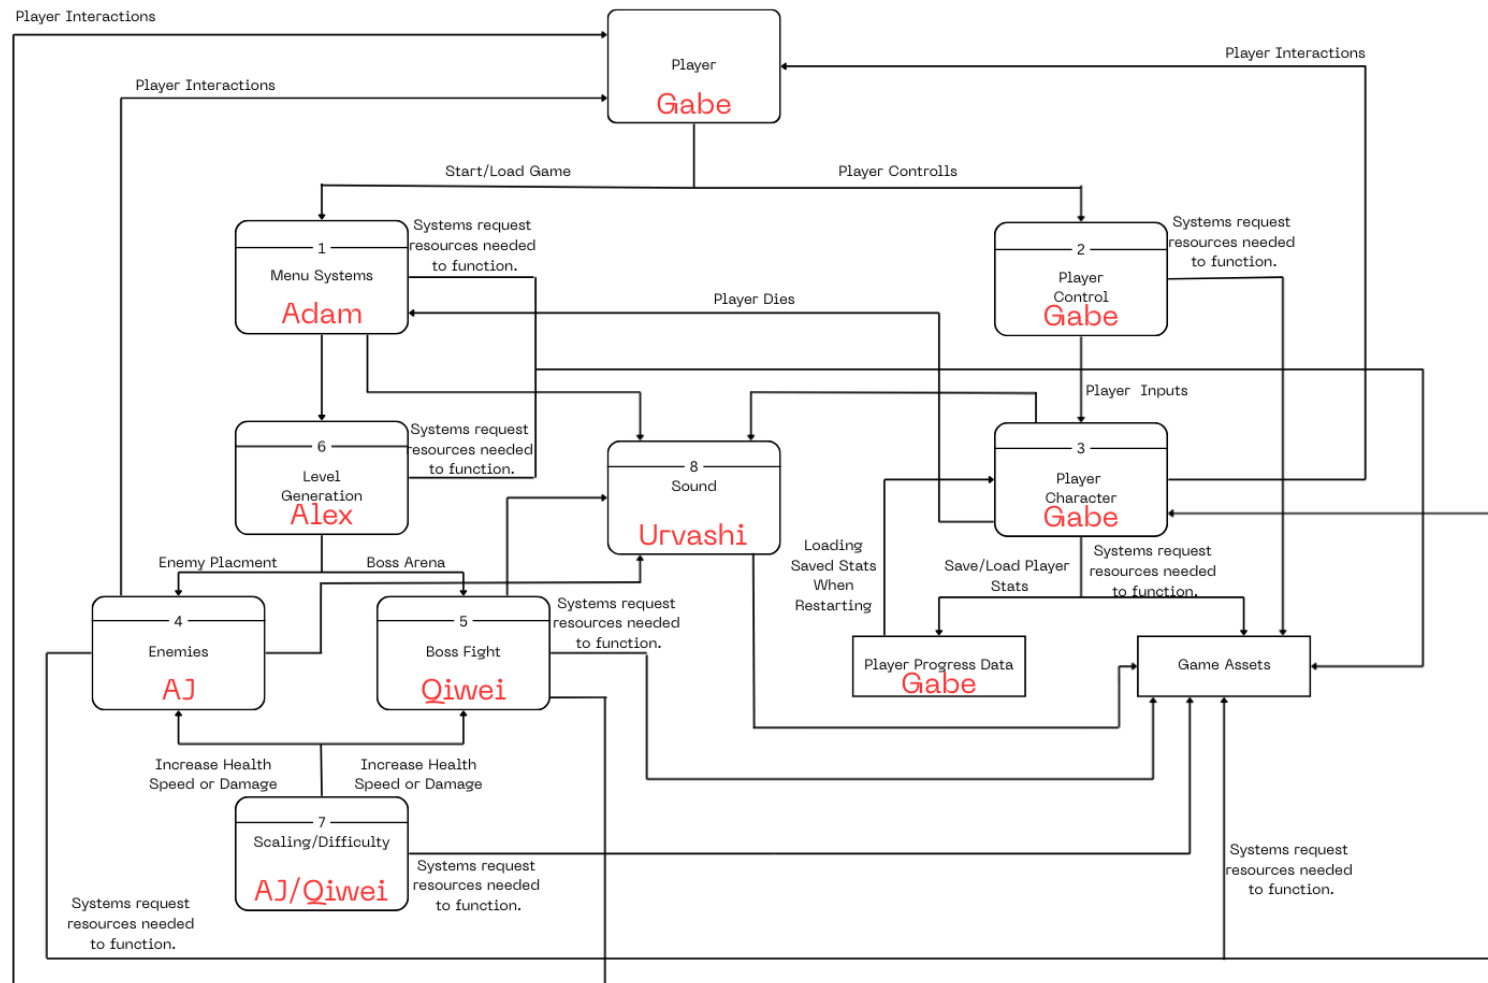 Player Interactions
Player
Gabe
Player Interactions
Player Interactions
Start/Load Game
Player Controlls
1
Menu Systems
Adam
Systems request
resources needed
to function.
2
Player
Control
Gabe
Systems request
resources needed
to function.
Player Dies
Player Inputs
6
Level
Generation
Alex
Systems request
resources needed
to function.
8
Sound
Urvashi
3
Player
Character
Gabe
Enemy Placment
Boss Arena
Loading
Saved Stats
When
Restarting
Save/Load Player
Stats
Systems request
resources needed
to function.
4
Enemies
AJ
5
Boss Fight
Qiwei
Systems request
resources needed
to function.
Player Progress Data
Gabe
Game Assets
Increase Health
Speed or Damage
Increase Health
Speed or Damage
7
Scaling/Difficulty
AJ/Qiwei
Systems request
resources needed
to function.
Systems request
resources needed
to function.
Systems request
resources needed
to function.